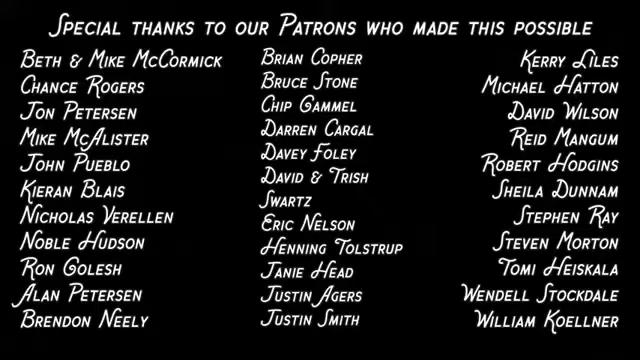 Special thanks to our Patrons who made this possible
Beth & Mike McCormick
Chance Rogers
Jon Petersen
Mike McAlister
John Pueblo
Kieran Blais
Nicholas Verellen
Noble Hudson
Ron Golesh
Alan Petersen
Brendon Neely
Brian Copher
Bruce Stone
Chip Gammel
Darren Cargal
Davey Foley
David & Trish
Swartz
Eric Nelson
Henning Tolstrup
Janie Head
Justin Agers
Justin Smith
Kerry Liles
Michael Hatton
David Wilson
Reid Mangum
Robert Hodgins
Sheila Dunnam
Stephen Ray
Steven Morton
Tomi Heiskala
Wendell Stockdale
William Koellner